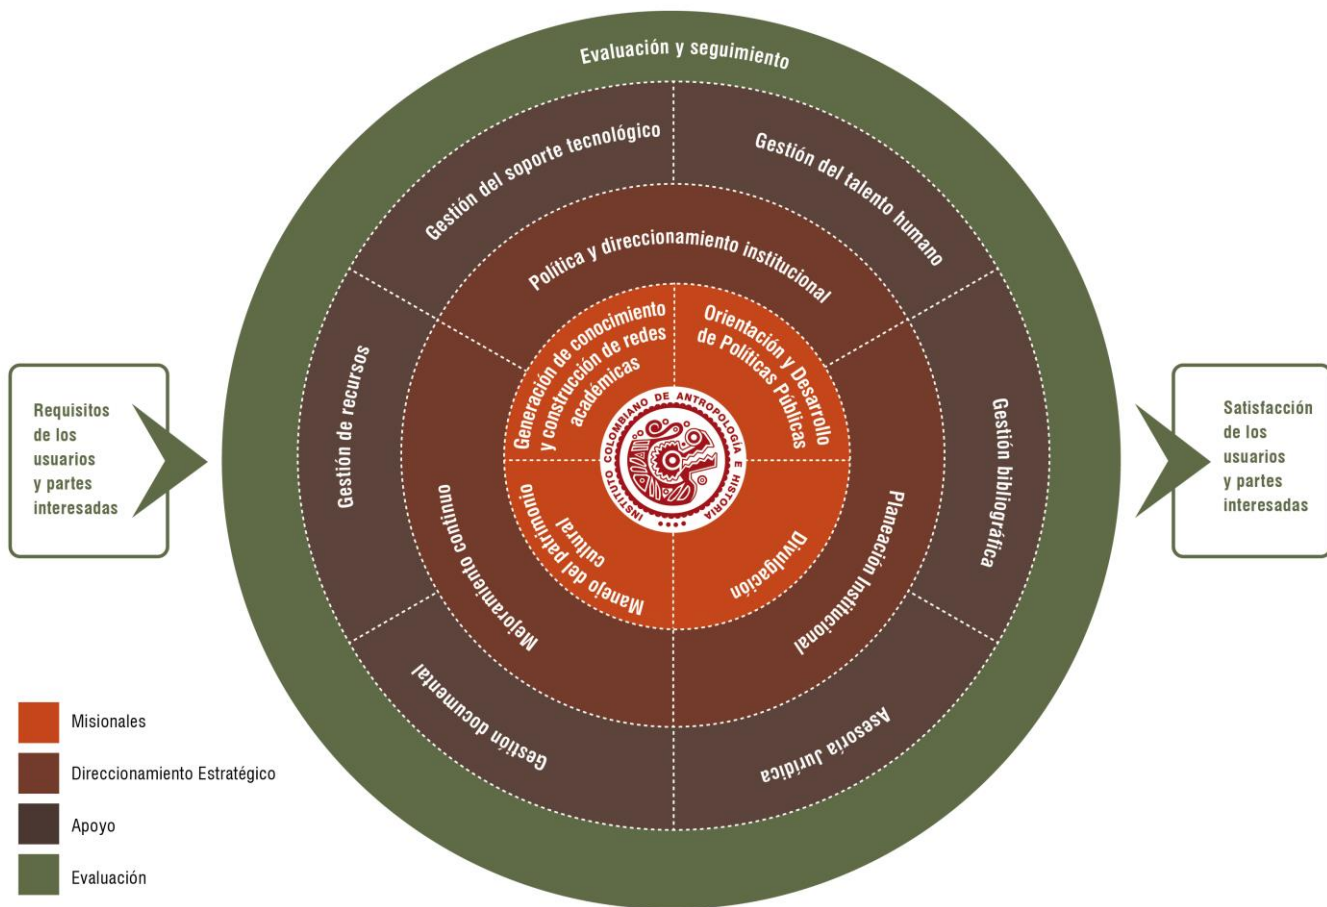 Evaluación y seguimiento
Gestión del soporte tecnológico
Gestión del talento humano
Política y direccionamiento institucional
Generación de conocimiento
y construcción de redes
académicas
Orientación y Desarrollo
de Políticas Públicas
INSTITUTO COLOMBIANO DE ANTROPOLOGÍA E HISTORIA
Gestión de recursos
Gestión bibliográfica
Requisitos
de los
usuarios
y partes
interesadas
Satisfacción
de los
usuarios
y partes
interesadas
Manejo del patrimonio
cultural
Divulgación
Mejoramiento continuo
Planeación Institucional
Gestión documental
Asesoría Jurídica
Misionales
Direccionamiento Estratégico
Apoyo
Evaluación